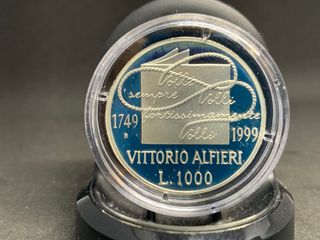 Volli
sempre
Volli
fortissimamente
1749 1999
R
Volli
VITTORIO ALFIERI
L. 1000